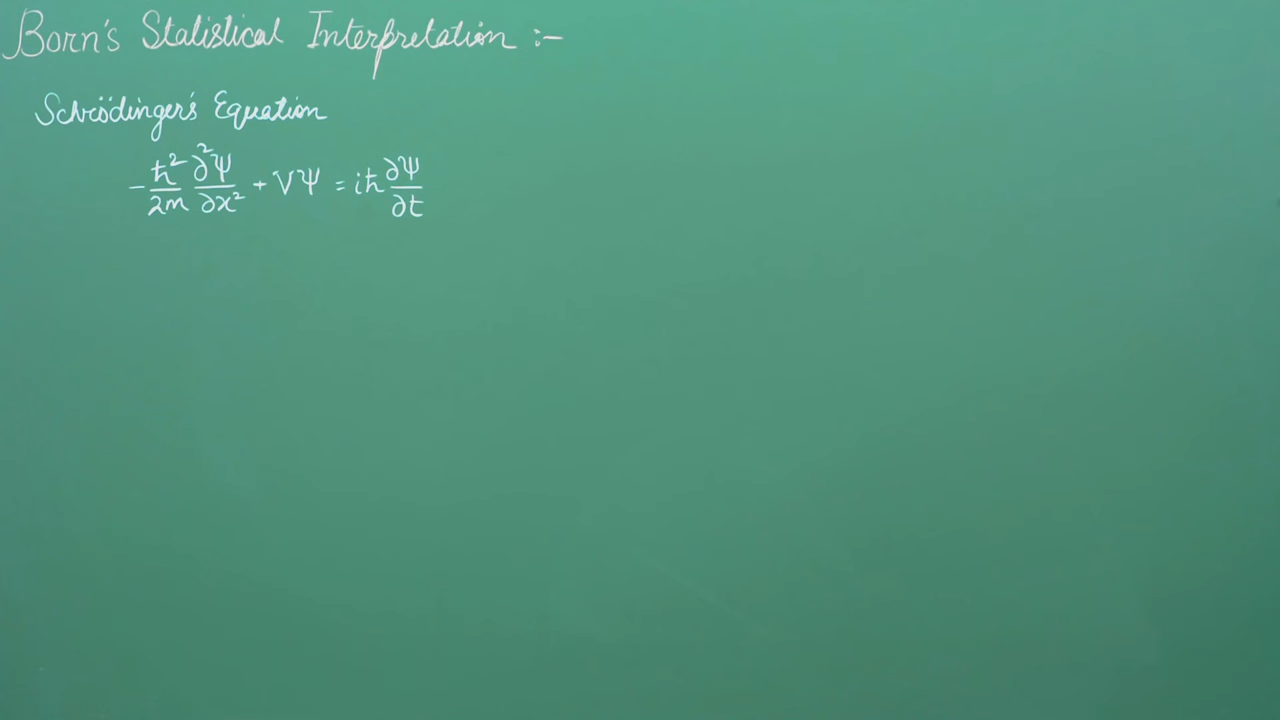 Born's Statistical Interpretation :-
Schrödinger's Equation
-ħ²/2m ∂²Ψ/∂x² + VΨ = iħ ∂Ψ/∂t